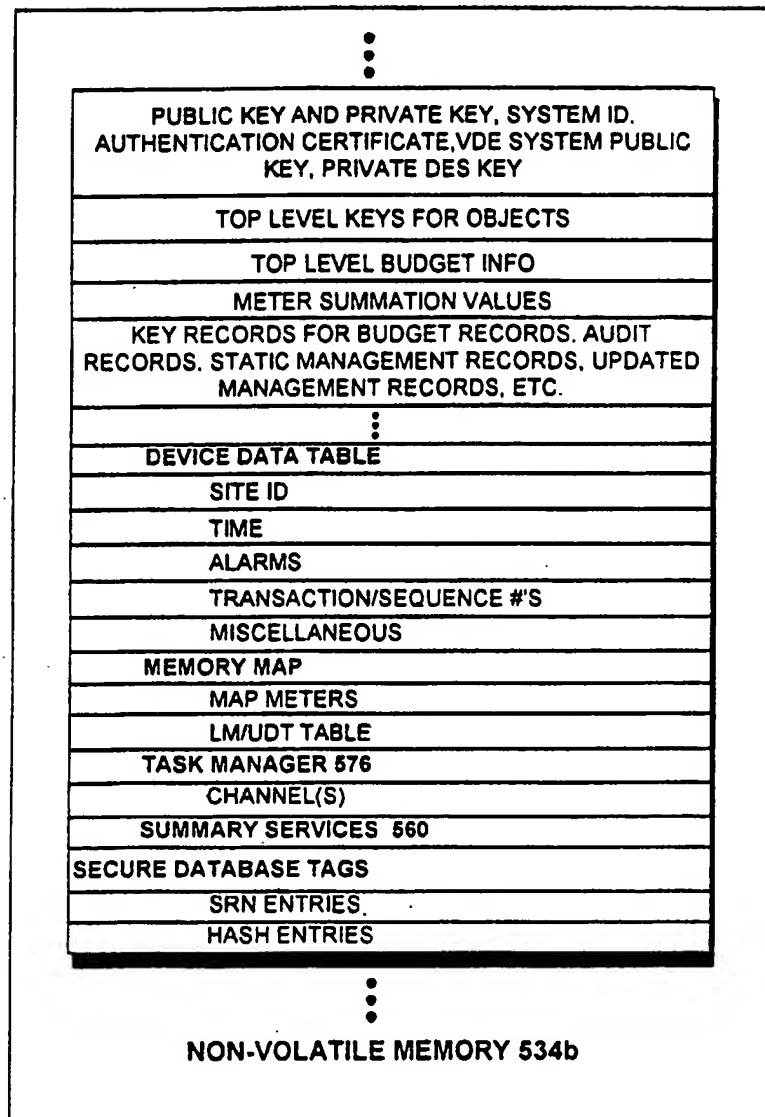 PUBLIC KEY AND PRIVATE KEY, SYSTEM ID.
AUTHENTICATION CERTIFICATE,VDE SYSTEM PUBLIC
KEY, PRIVATE DES KEY
TOP LEVEL KEYS FOR OBJECTS
TOP LEVEL BUDGET INFO
METER SUMMATION VALUES
KEY RECORDS FOR BUDGET RECORDS. AUDIT
RECORDS. STATIC MANAGEMENT RECORDS, UPDATED
MANAGEMENT RECORDS, ETC.
DEVICE DATA TABLE
SITE ID
TIME
ALARMS
TRANSACTION/SEQUENCE #'S
MISCELLANEOUS
MEMORY MAP
MAP METERS
LM/UDT TABLE
TASK MANAGER 576
CHANNEL(S)
SUMMARY SERVICES 560
SECURE DATABASE TAGS
SRN ENTRIES
HASH ENTRIES
NON-VOLATILE MEMORY 534b